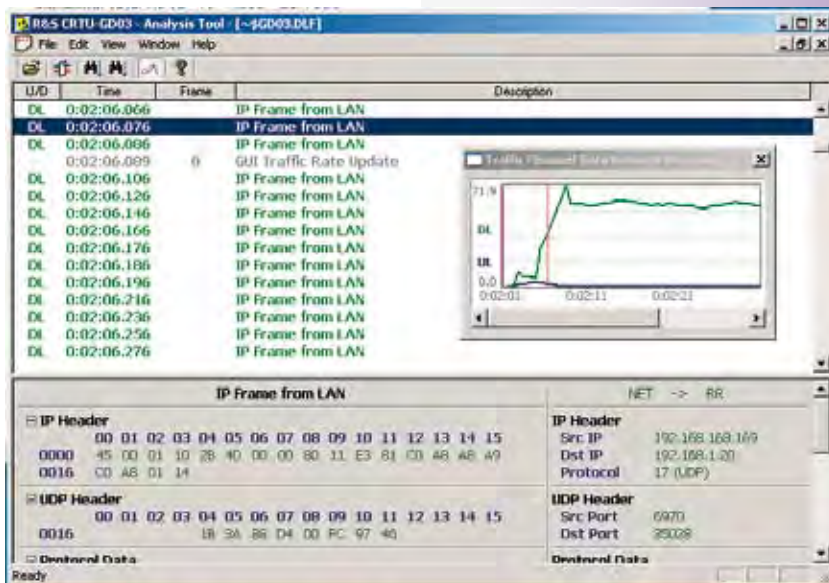 R&S CRTU-GD03 - Analysis Tool - [~$GD03.DLF]
File Edit View Window Help
U/D Time Frame Description
DL 0:02:06.066 IP Frame from LAN
DL 0:02:06.076 IP Frame from LAN
DL 0:02:06.086 IP Frame from LAN
0:02:06.089 0 GUI Traffic Rate Update
DL 0:02:06.106 IP Frame from LAN
DL 0:02:06.126 IP Frame from LAN
DL 0:02:06.146 IP Frame from LAN
DL 0:02:06.166 IP Frame from LAN
DL 0:02:06.176 IP Frame from LAN
DL 0:02:06.186 IP Frame from LAN
DL 0:02:06.196 IP Frame from LAN
DL 0:02:06.216 IP Frame from LAN
DL 0:02:06.236 IP Frame from LAN
DL 0:02:06.256 IP Frame from LAN
DL 0:02:06.276 IP Frame from LAN
Traffic Channel Data
71.9
DL
UL
0.0
0:02:01 0:02:11 0:02:21
IP Frame from LAN
NET -> RR
IP Header
00 01 02 03 04 05 06 07 08 09 10 11 12 13 14 15
0000 45 00 01 10 2B 40 00 00 80 11 E3 81 C0 A8 A8 A9
0016 C0 A8 01 14
IP Header
Src IP 192.168.168.169
Dst IP 192.168.1.20
Protocol 17 (UDP)
UDP Header
00 01 02 03 04 05 06 07 08 09 10 11 12 13 14 15
0016 1B 3A 88 D4 00 FC 97 46
UDP Header
Src Port 6970
Dst Port 35028
Protocol Data
Protocol Data
Ready